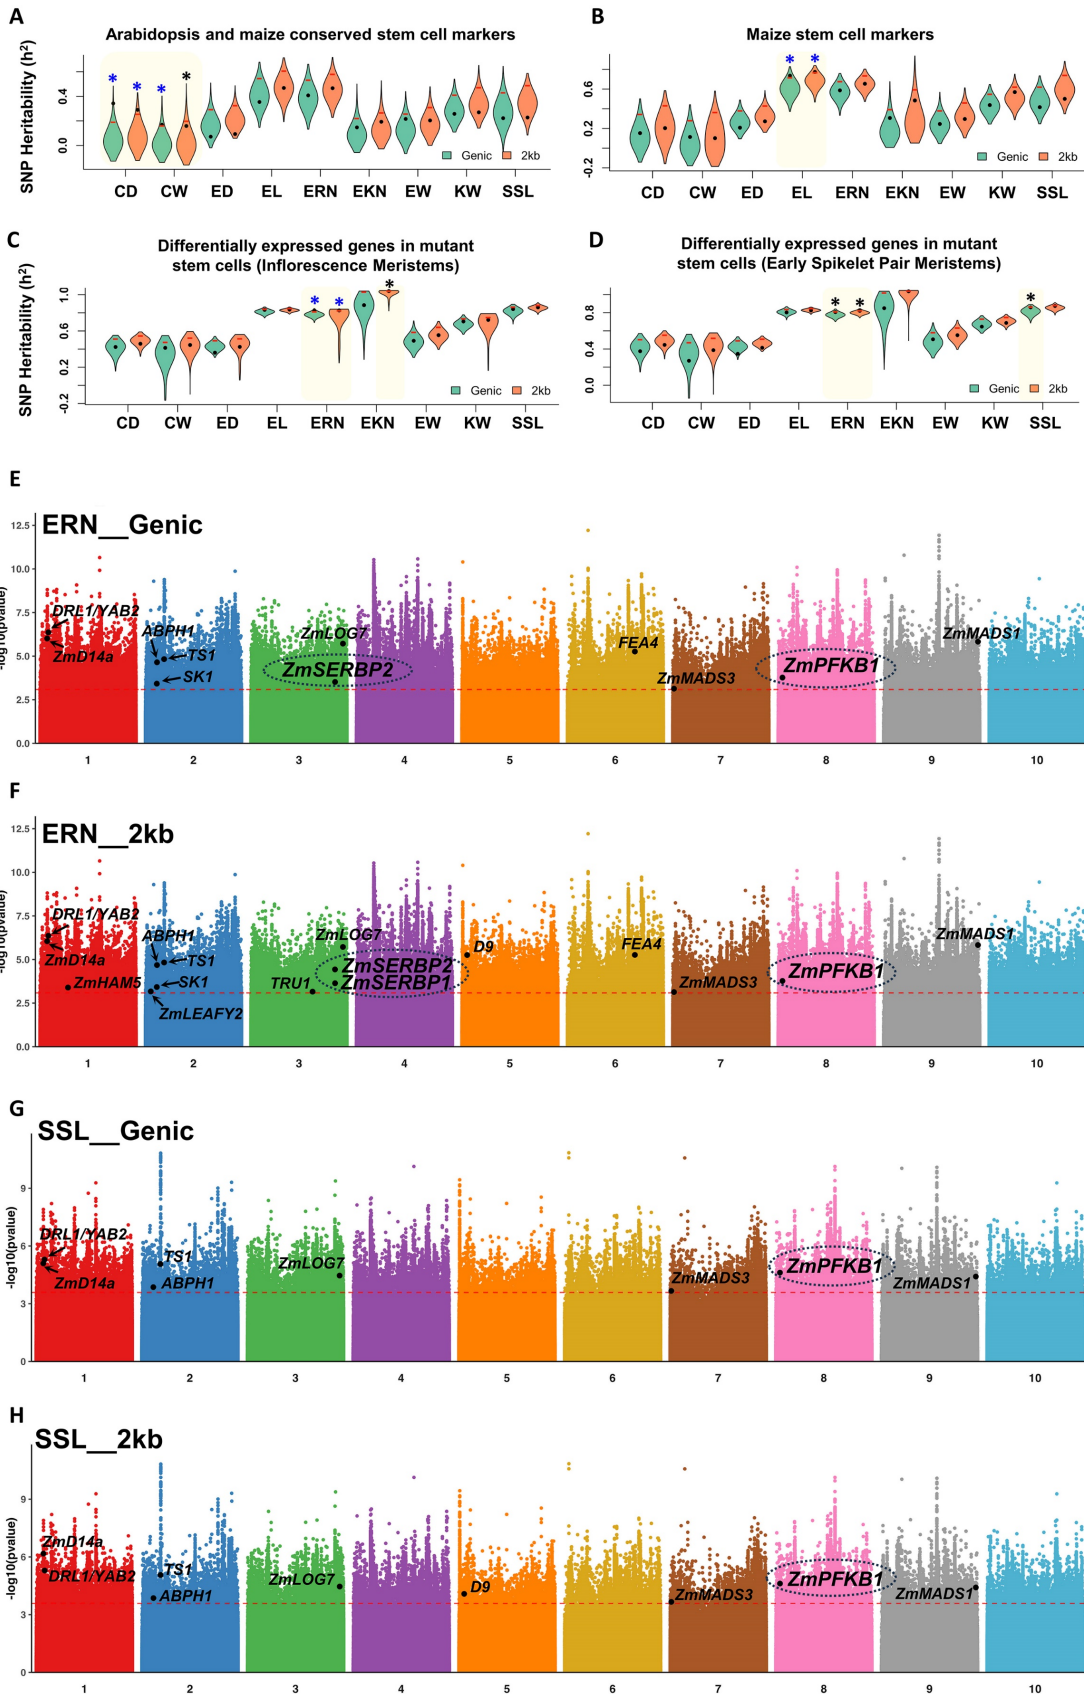 A
Arabidopsis and maize conserved stem cell markers
SNP Heritability (h²)
0.4
0.0
Genic 2kb
CD CW ED EL ERN EKN EW KW SSL
B
Maize stem cell markers
0.6
0.2
-0.2
Genic 2kb
CD CW ED EL ERN EKN EW KW SSL
C
Differentially expressed genes in mutant
stem cells (Inflorescence Meristems)
SNP Heritability (h²)
1.0
0.6
0.2
-0.2
Genic 2kb
CD CW ED EL ERN EKN EW KW SSL
D
Differentially expressed genes in mutant
stem cells (Early Spikelet Pair Meristems)
0.8
0.4
0.0
Genic 2kb
CD CW ED EL ERN EKN EW KW SSL
E
ERN__Genic
-log10(pvalue)
12.5
10.0
7.5
5.0
2.5
0.0
DRL1/YAB2
ZmD14a
ABPH1
TS1
SK1
ZmLOG7
ZmSERBP2
FEA4
ZmMADS3
ZmPFKB1
ZmMADS1
1 2 3 4 5 6 7 8 9 10
F
ERN__2kb
-log10(pvalue)
12.5
10.0
7.5
5.0
2.5
0.0
DRL1/YAB2
ZmD14a
ZmHAM5
ABPH1
TS1
SK1
ZmLEAFY2
ZmLOG7
ZmSERBP2
ZmSERBP1
TRU1
D9
FEA4
ZmMADS3
ZmPFKB1
ZmMADS1
1 2 3 4 5 6 7 8 9 10
G
SSL__Genic
-log10(pvalue)
9
6
3
0
DRL1/YAB2
ZmD14a
TS1
ABPH1
ZmLOG7
ZmMADS3
ZmPFKB1
ZmMADS1
1 2 3 4 5 6 7 8 9 10
H
SSL__2kb
-log10(pvalue)
9
6
3
0
ZmD14a
DRL1/YAB2
TS1
ABPH1
ZmLOG7
D9
ZmMADS3
ZmPFKB1
ZmMADS1
1 2 3 4 5 6 7 8 9 10